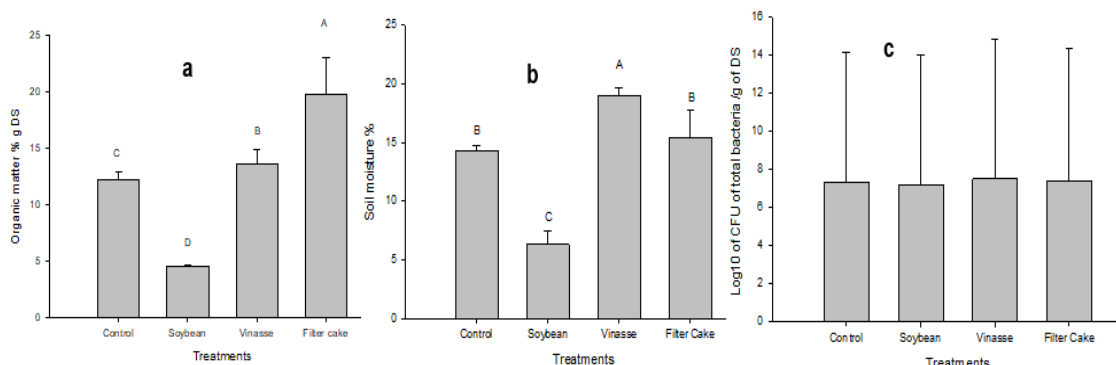 a
Organic matter % g DS
25
20
15
10
5
0
C
D
B
A
Control Soybean Vinasse Filter cake
Treatments
b
Soil moisture %
25
20
15
10
5
0
B
C
A
B
Control Soybean Vinasse Filter Cake
Treatments
c
Log10 of CFU of total bacteria /g of DS
16
14
12
10
8
6
4
2
0
Control Soybean Vinasse Filter Cake
Treatments